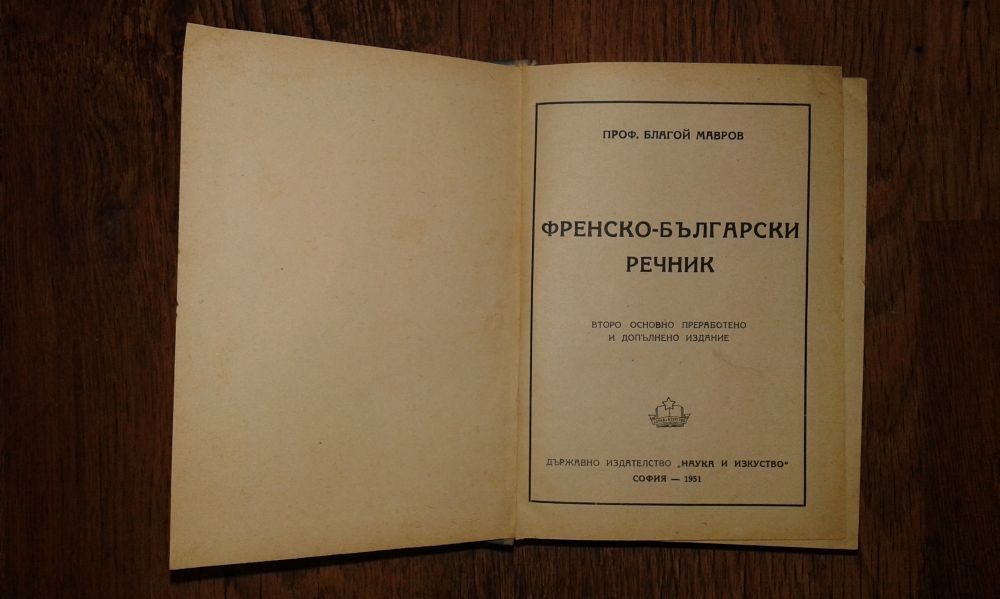 ПРОФ. БЛАГОЙ МАВРОВ
ФРЕНСКО-БЪЛГАРСКИ
РЕЧНИК
ВТОРО ОСНОВНО ПРЕРАБОТЕНО
И ДОПЪЛНЕНО ИЗДАНИЕ
ДЪРЖАВНО ИЗДАТЕЛСТВО „НАУКА И ИЗКУСТВО"
СОФИЯ — 1951